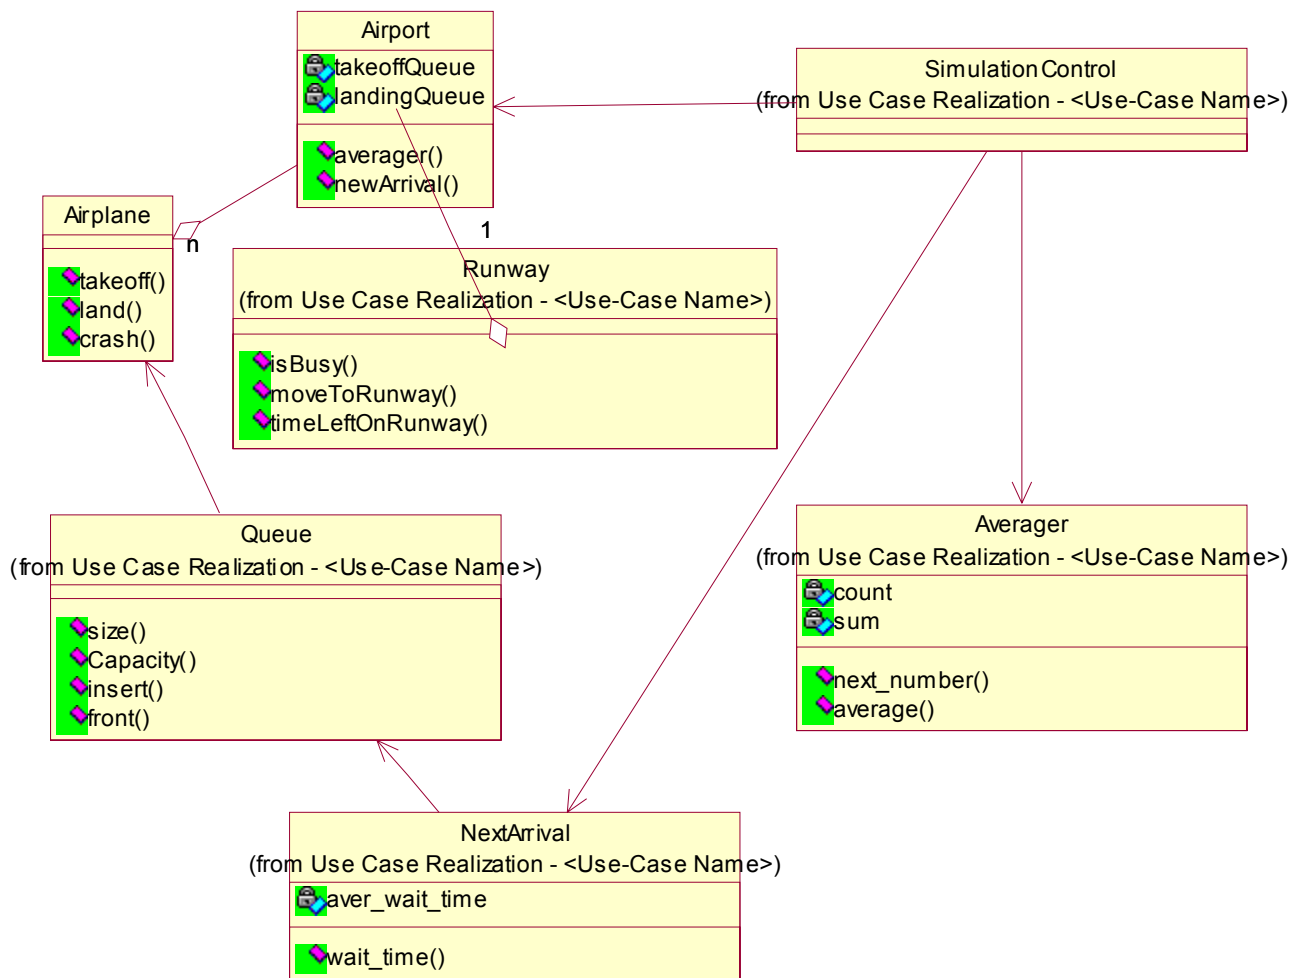 Airport
takeoffQueue
landingQueue
averager()
newArrival()
SimulationControl
(from Use Case Realization - <Use-Case Name>)
Airplane
n
takeoff()
land()
crash()
1
Runway
(from Use Case Realization - <Use-Case Name>)
isBusy()
moveToRunway()
timeLeftOnRunway()
Queue
(from Use Case Realization - <Use-Case Name>)
size()
Capacity()
insert()
front()
Averager
(from Use Case Realization - <Use-Case Name>)
count
sum
next_number()
average()
NextArrival
(from Use Case Realization - <Use-Case Name>)
aver_wait_time
wait_time()